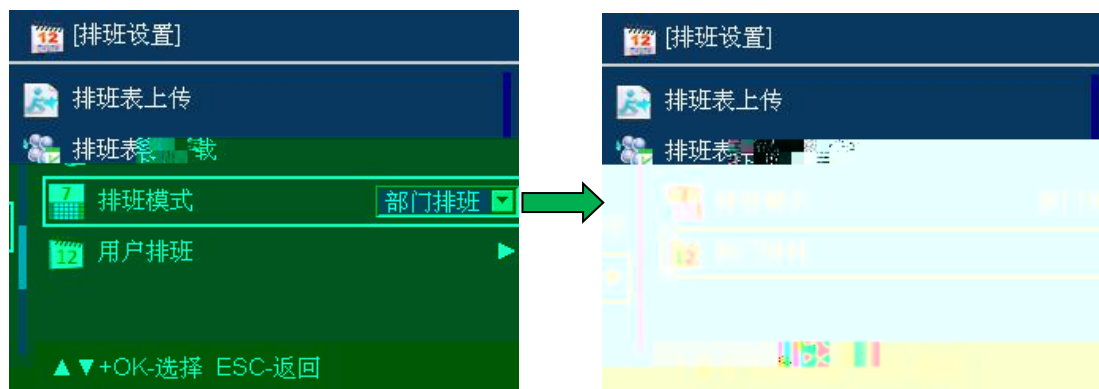 [排班设置]
排班表上传
排班表 载
排班模式 部门排班
用户排班
▲▼+OK-选择 ESC-返回
[排班设置]
排班表上传
排班表